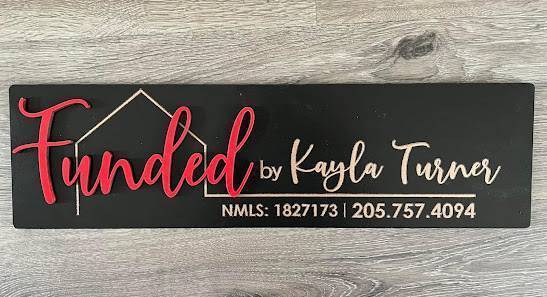 Funded by Kayla Turner
NMLS: 1827173 | 205.757.4094